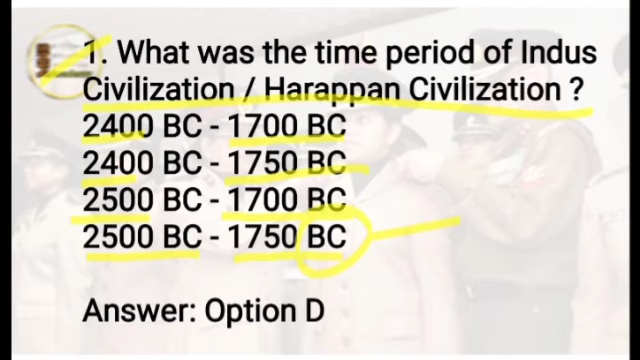 1. What was the time period of Indus
Civilization / Harappan Civilization ?
2400 BC - 1700 BC
2400 BC - 1750 BC
2500 BC - 1700 BC
2500 BC - 1750 BC
Answer: Option D